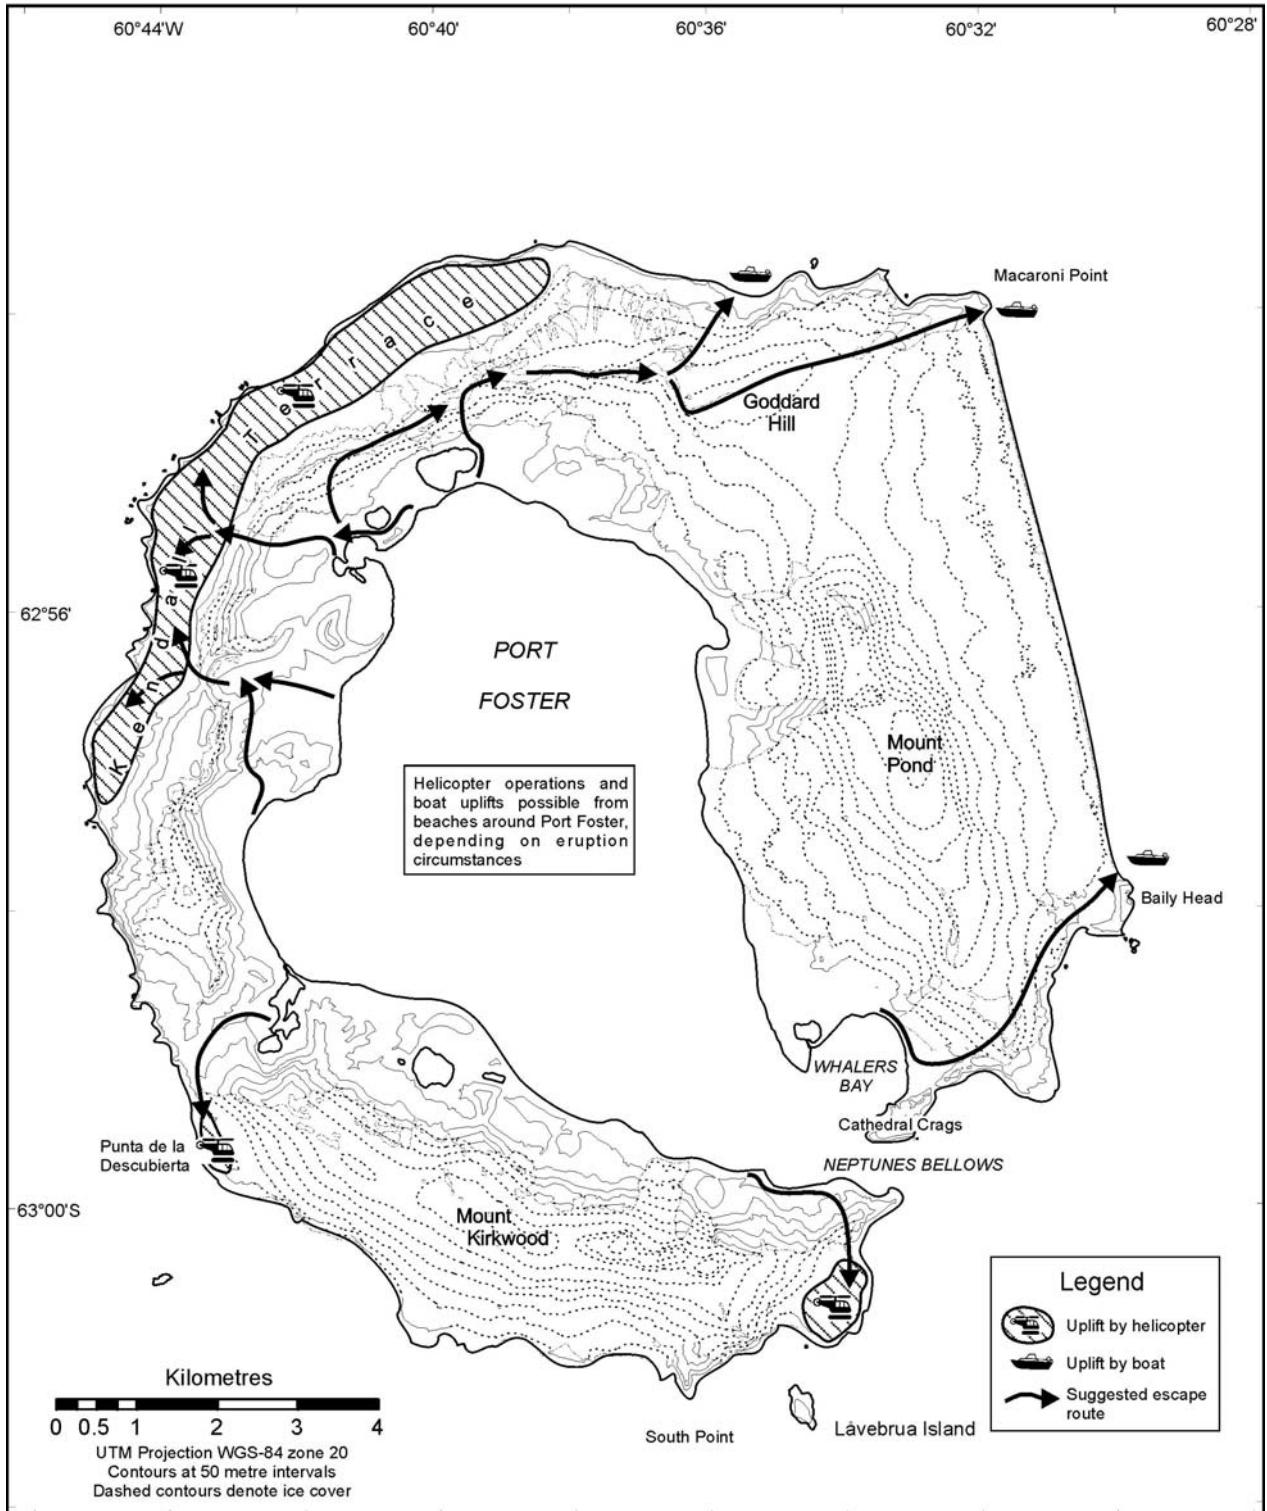 60°44'W
60°40'
60°36'
60°32'
60°28'
Macaroni Point
Kendall Terrace
Goddard
Hill
62°56'
PORT
FOSTER
Mount
Pond
Helicopter operations and
boat uplifts possible from
beaches around Port Foster,
depending on eruption
circumstances
Baily Head
WHALERS
BAY
Cathedral Crags
Punta de la
Descubierta
NEPTUNES BELLOWS
63°00'S
Mount
Kirkwood
Legend
Uplift by helicopter
Uplift by boat
Suggested escape
route
Kilometres
0 0.5 1 2 3 4
UTM Projection WGS-84 zone 20
Contours at 50 metre intervals
Dashed contours denote ice cover
South Point
Låvebrua Island